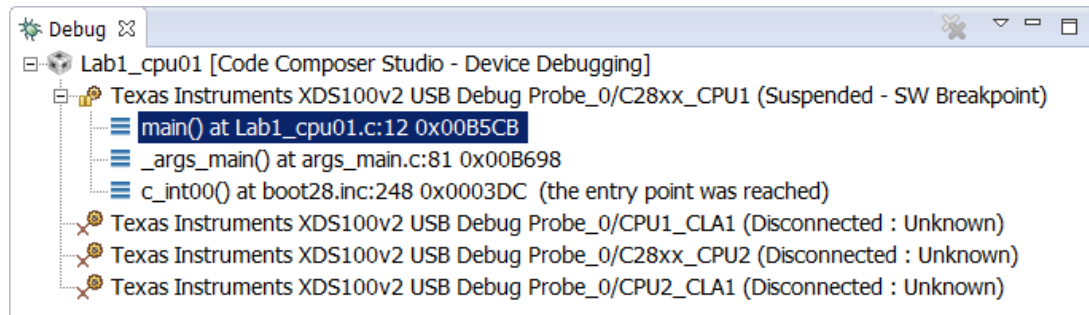 Debug
Lab1_cpu01 [Code Composer Studio - Device Debugging]
Texas Instruments XDS100v2 USB Debug Probe_0/C28xx_CPU1 (Suspended - SW Breakpoint)
main() at Lab1_cpu01.c:12 0x00B5CB
_args_main() at args_main.c:81 0x00B698
c_int00() at boot28.inc:248 0x0003DC  (the entry point was reached)
Texas Instruments XDS100v2 USB Debug Probe_0/CPU1_CLA1 (Disconnected : Unknown)
Texas Instruments XDS100v2 USB Debug Probe_0/C28xx_CPU2 (Disconnected : Unknown)
Texas Instruments XDS100v2 USB Debug Probe_0/CPU2_CLA1 (Disconnected : Unknown)